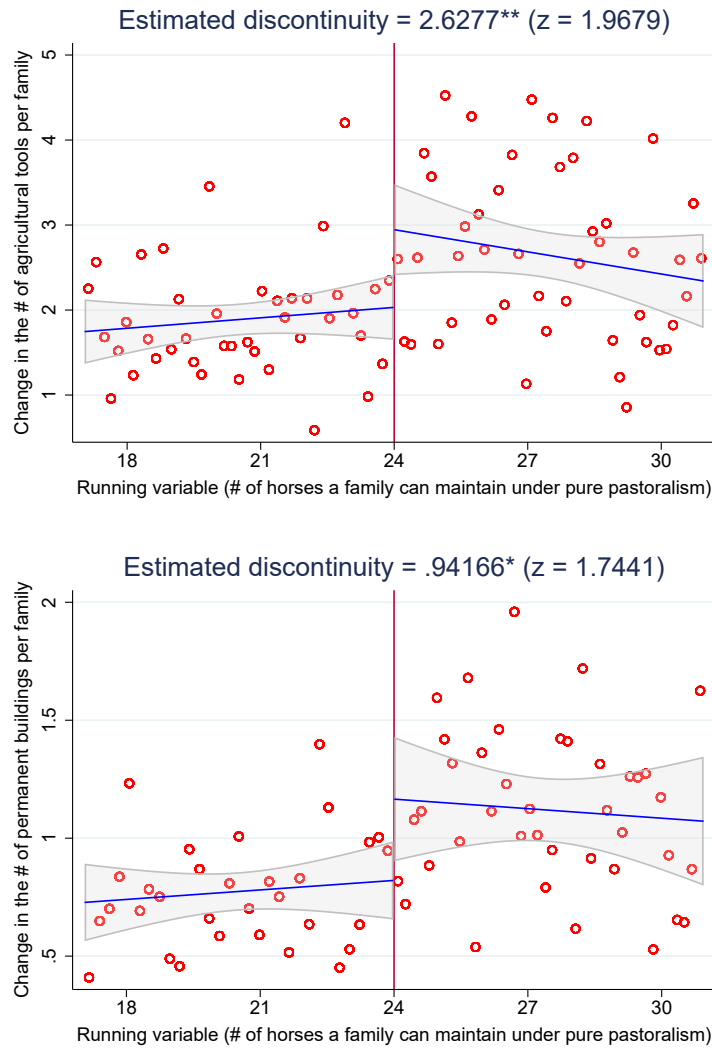 Estimated discontinuity = 2.6277** (z = 1.9679)
Change in the # of agricultural tools per family
5
4
3
2
1
18 21 24 27 30
Running variable (# of horses a family can maintain under pure pastoralism)
Estimated discontinuity = .94166* (z = 1.7441)
Change in the # of permanent buildings per family
2
1.5
1
.5
18 21 24 27 30
Running variable (# of horses a family can maintain under pure pastoralism)